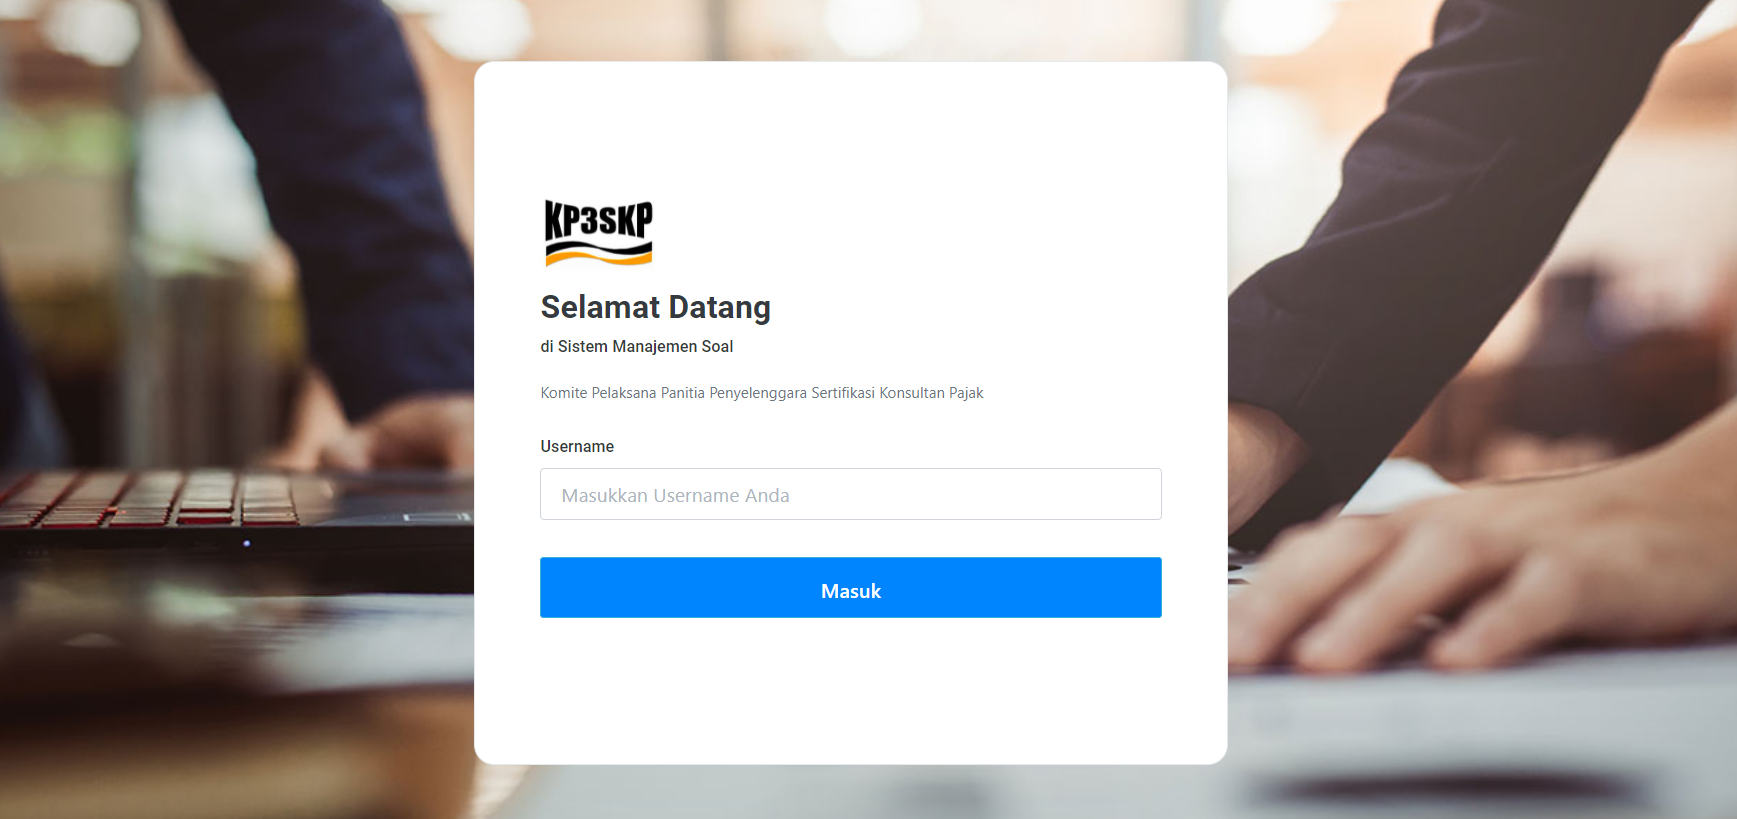 KP3SKP
Selamat Datang
di Sistem Manajemen Soal
Komite Pelaksana Panitia Penyelenggara Sertifikasi Konsultan Pajak
Username
Masukkan Username Anda
Masuk